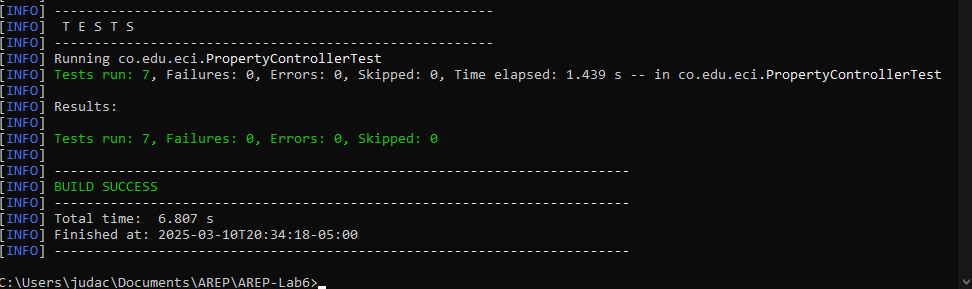 [INFO] -------------------------------------------------------
[INFO]  T E S T S
[INFO] -------------------------------------------------------
[INFO] Running co.edu.eci.PropertyControllerTest
[INFO] Tests run: 7, Failures: 0, Errors: 0, Skipped: 0, Time elapsed: 1.439 s -- in co.edu.eci.PropertyControllerTest
[INFO]
[INFO] Results:
[INFO]
[INFO] Tests run: 7, Failures: 0, Errors: 0, Skipped: 0
[INFO]
[INFO] ------------------------------------------------------------------------
[INFO] BUILD SUCCESS
[INFO] ------------------------------------------------------------------------
[INFO] Total time:  6.807 s
[INFO] Finished at: 2025-03-10T20:34:18-05:00
[INFO] ------------------------------------------------------------------------
C:\Users\judac\Documents\AREP\AREP-Lab6>